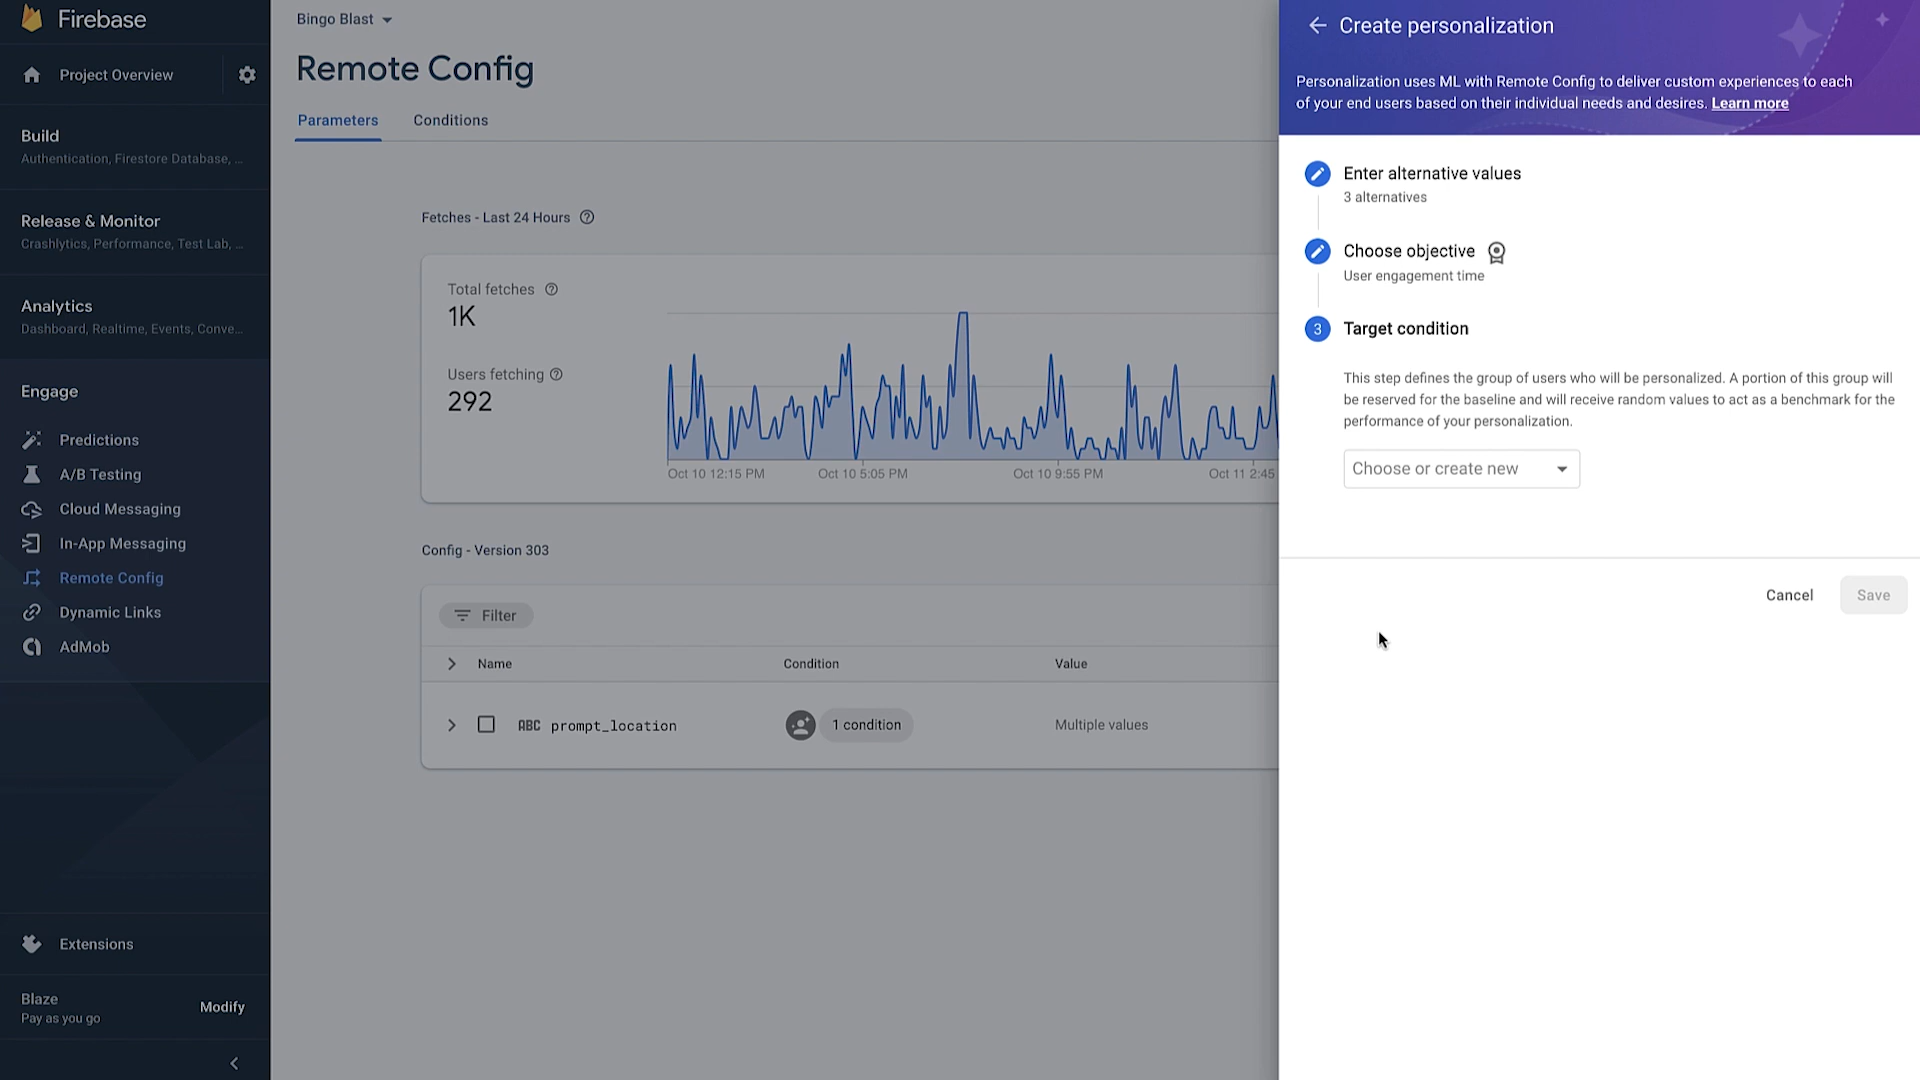 Firebase
Project Overview
Build
Authentication, Firestore Database, ...
Release & Monitor
Crashlytics, Performance, Test Lab, ...
Analytics
Dashboard, Realtime, Events, Conve...
Engage
Predictions
A/B Testing
Cloud Messaging
In-App Messaging
Remote Config
Dynamic Links
AdMob
Extensions
Blaze
Pay as you go
Modify
Bingo Blast
Remote Config
Parameters Conditions
Fetches - Last 24 Hours
Total fetches
1K
Users fetching
292
Oct 10 12:15 PM Oct 10 5:05 PM Oct 10 9:55 PM Oct 11 2:45
Config - Version 303
Filter
Name Condition Value
ABC prompt_location 1 condition Multiple values
Create personalization
Personalization uses ML with Remote Config to deliver custom experiences to each
of your end users based on their individual needs and desires. Learn more
Enter alternative values
3 alternatives
Choose objective
User engagement time
3 Target condition
This step defines the group of users who will be personalized. A portion of this group will
be reserved for the baseline and will receive random values to act as a benchmark for the
performance of your personalization.
Choose or create new
Cancel Save